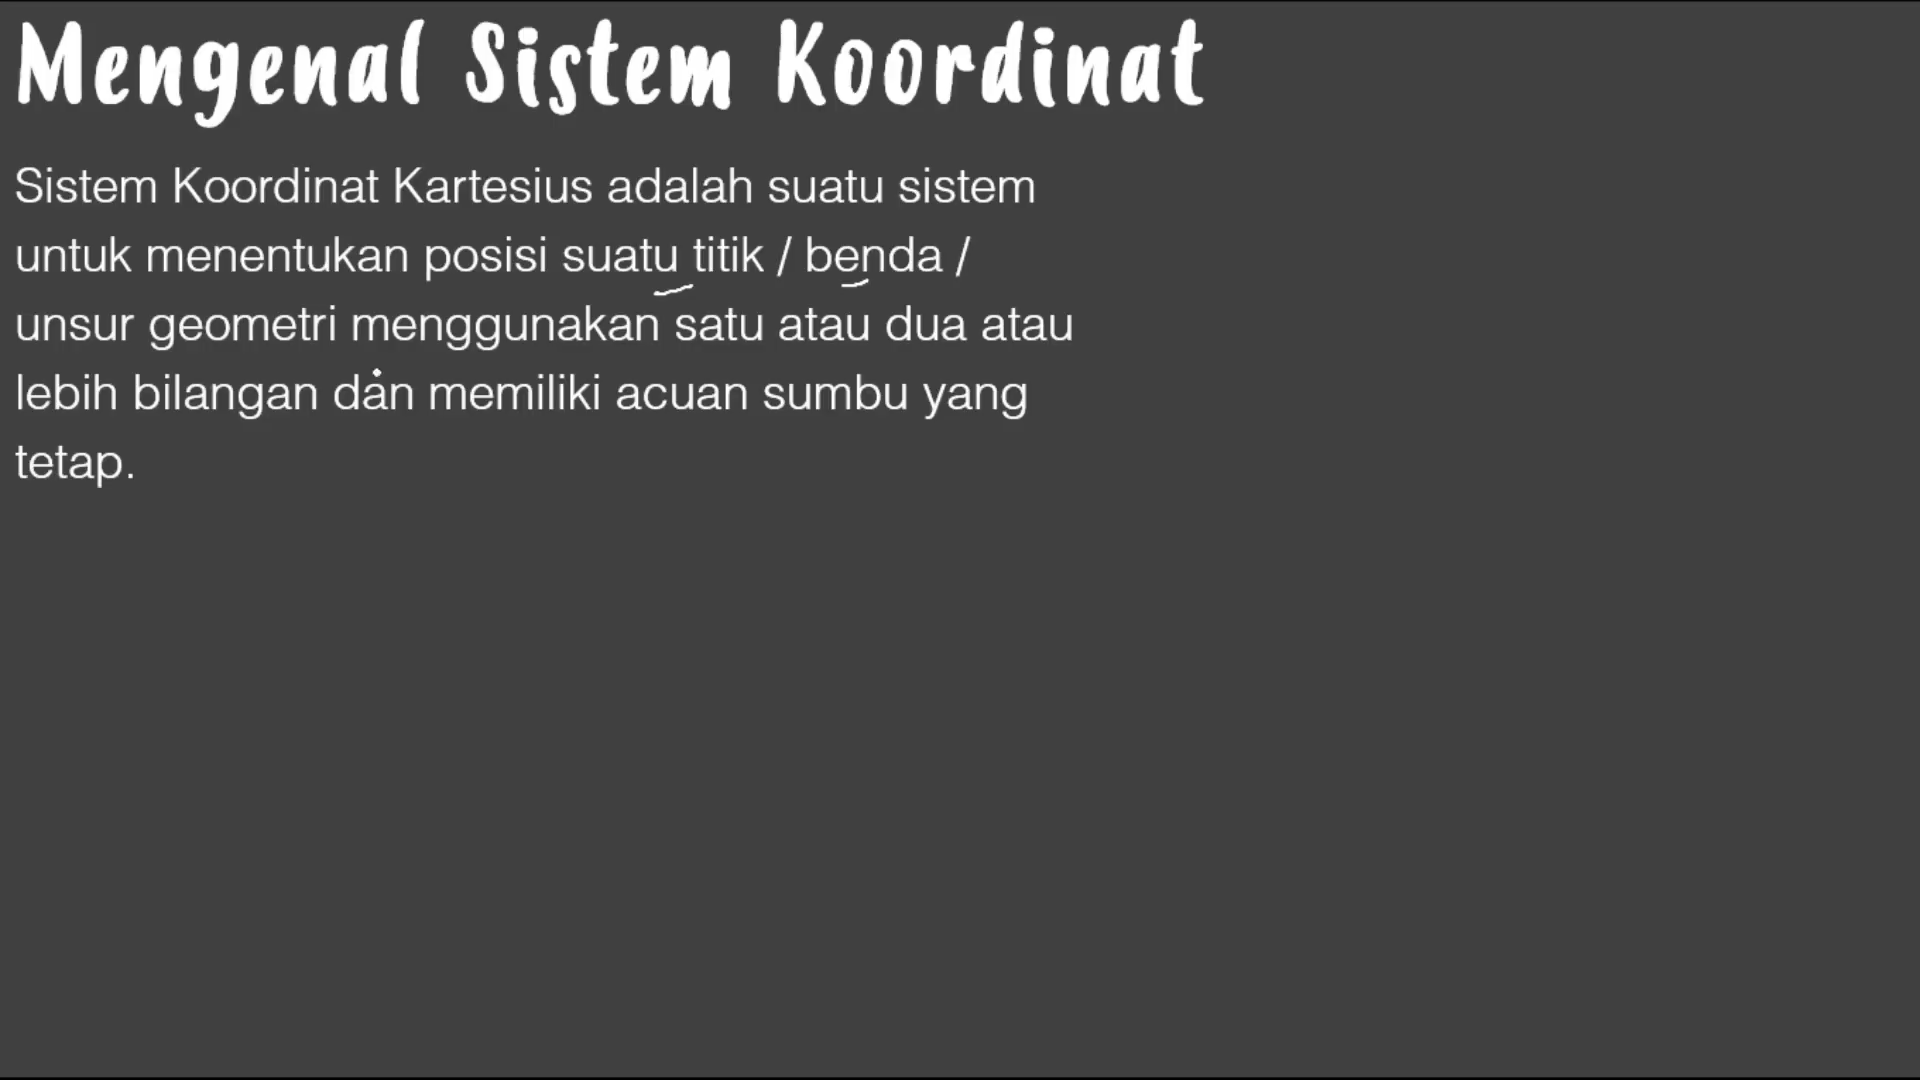 Mengenal Sistem Koordinat
Sistem Koordinat Kartesius adalah suatu sistem
untuk menentukan posisi suatu titik / benda /
unsur geometri menggunakan satu atau dua atau
lebih bilangan dan memiliki acuan sumbu yang
tetap.